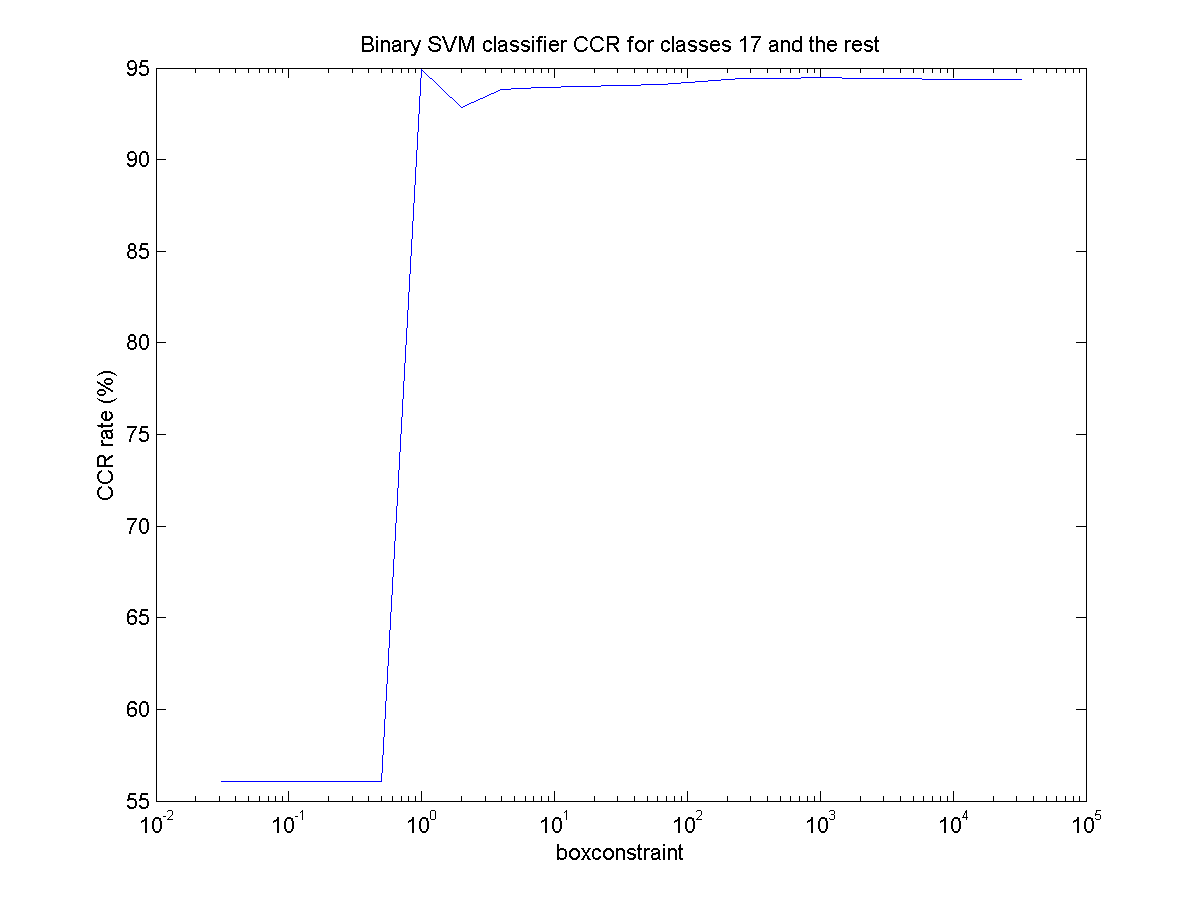 Binary SVM classifier CCR for classes 17 and the rest
95
90
85
80
75
70
65
60
55
CCR rate (%)
10^-2 10^-1 10^0 10^1 10^2 10^3 10^4 10^5
boxconstraint